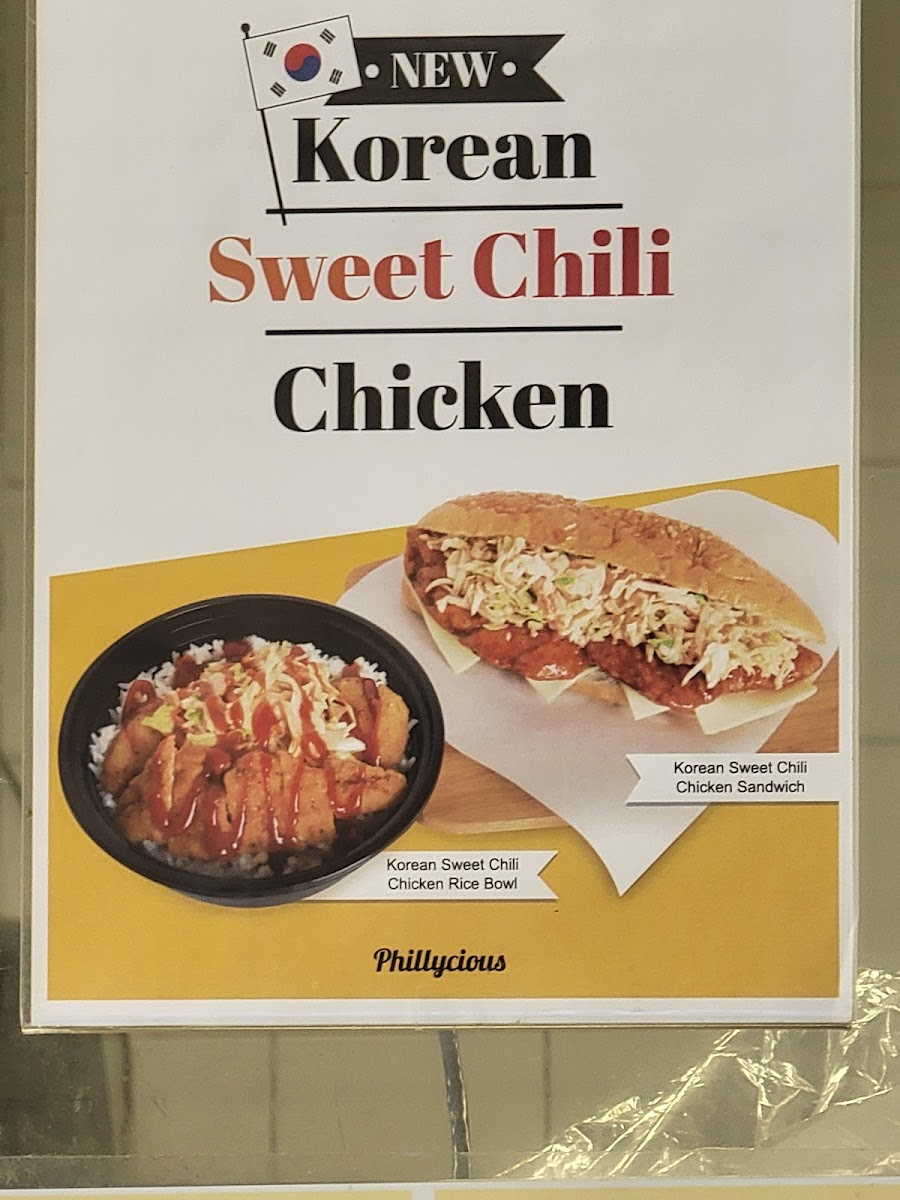 • NEW •
Korean
Sweet Chili
Chicken
Korean Sweet Chili
Chicken Sandwich
Korean Sweet Chili
Chicken Rice Bowl
Phillycious